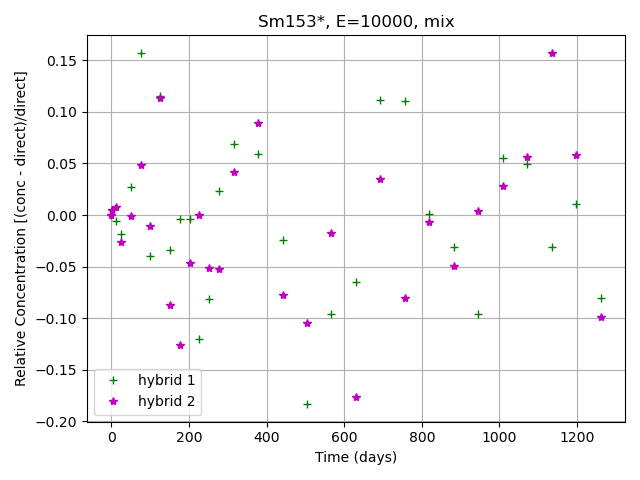 Sm153*, E=10000, mix
Relative Concentration [(conc - direct)/direct]
0.15
0.10
0.05
0.00
−0.05
−0.10
−0.15
−0.20
hybrid 1
hybrid 2
0 200 400 600 800 1000 1200
Time (days)